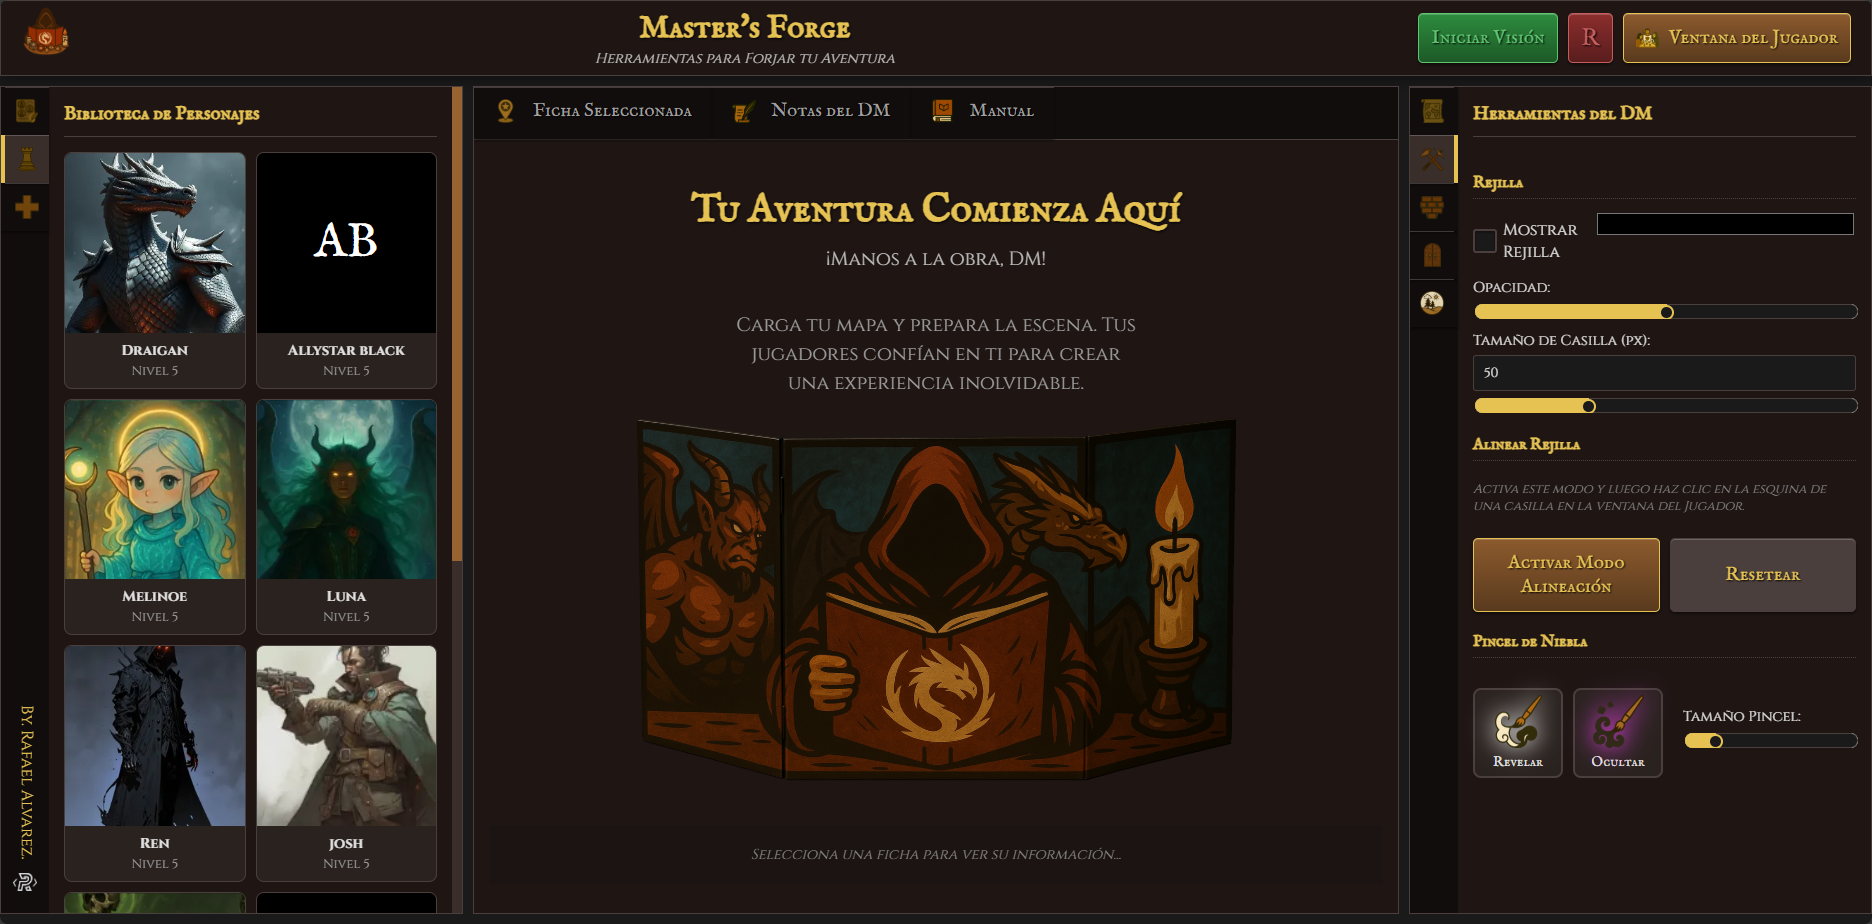 Master's Forge
Herramientas para Forjar tu Aventura
Iniciar Visión
R
Ventana del Jugador
Biblioteca de Personajes
AB
Draigan
Nivel 5
Allystar black
Nivel 5
Melinoe
Nivel 5
Luna
Nivel 5
Ren
Nivel 5
josh
Nivel 5
By. Rafael Alvarez.
Ficha Seleccionada
Notas del DM
Manual
Tu Aventura Comienza Aquí
¡Manos a la obra, DM!
Carga tu mapa y prepara la escena. Tus
jugadores confían en ti para crear
una experiencia inolvidable.
Selecciona una ficha para ver su información...
Herramientas del DM
Rejilla
Mostrar
Rejilla
Opacidad:
Tamaño de Casilla (px):
50
Alinear Rejilla
Activa este modo y luego haz clic en la esquina de
una casilla en la ventana del Jugador.
Activar Modo
Alineación
Resetear
Pincel de Niebla
Revelar
Ocultar
Tamaño Pincel: